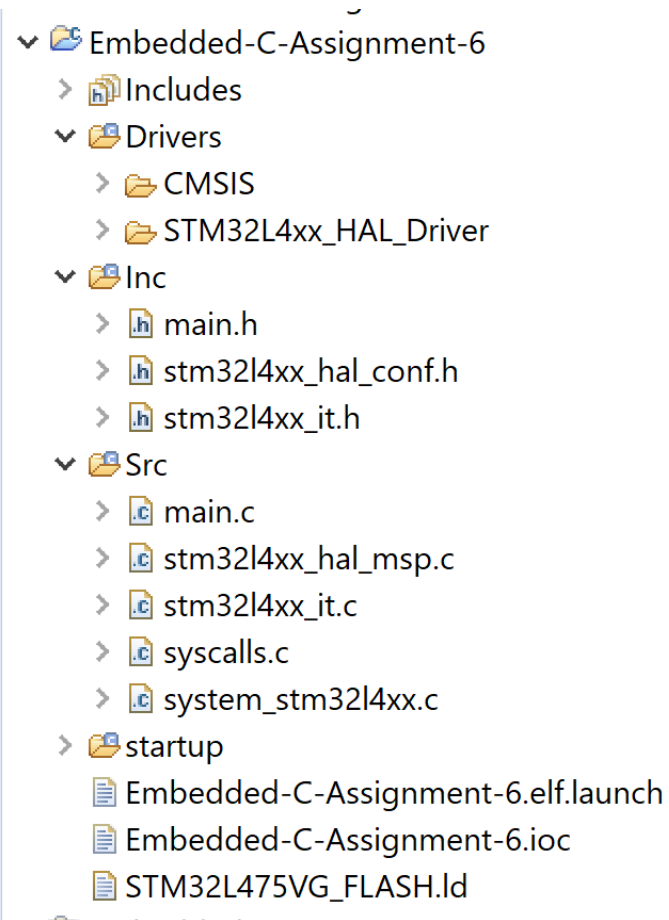 Embedded-C-Assignment-6
Includes
Drivers
CMSIS
STM32L4xx_HAL_Driver
Inc
main.h
stm32l4xx_hal_conf.h
stm32l4xx_it.h
Src
main.c
stm32l4xx_hal_msp.c
stm32l4xx_it.c
syscalls.c
system_stm32l4xx.c
startup
Embedded-C-Assignment-6.elf.launch
Embedded-C-Assignment-6.ioc
STM32L475VG_FLASH.ld